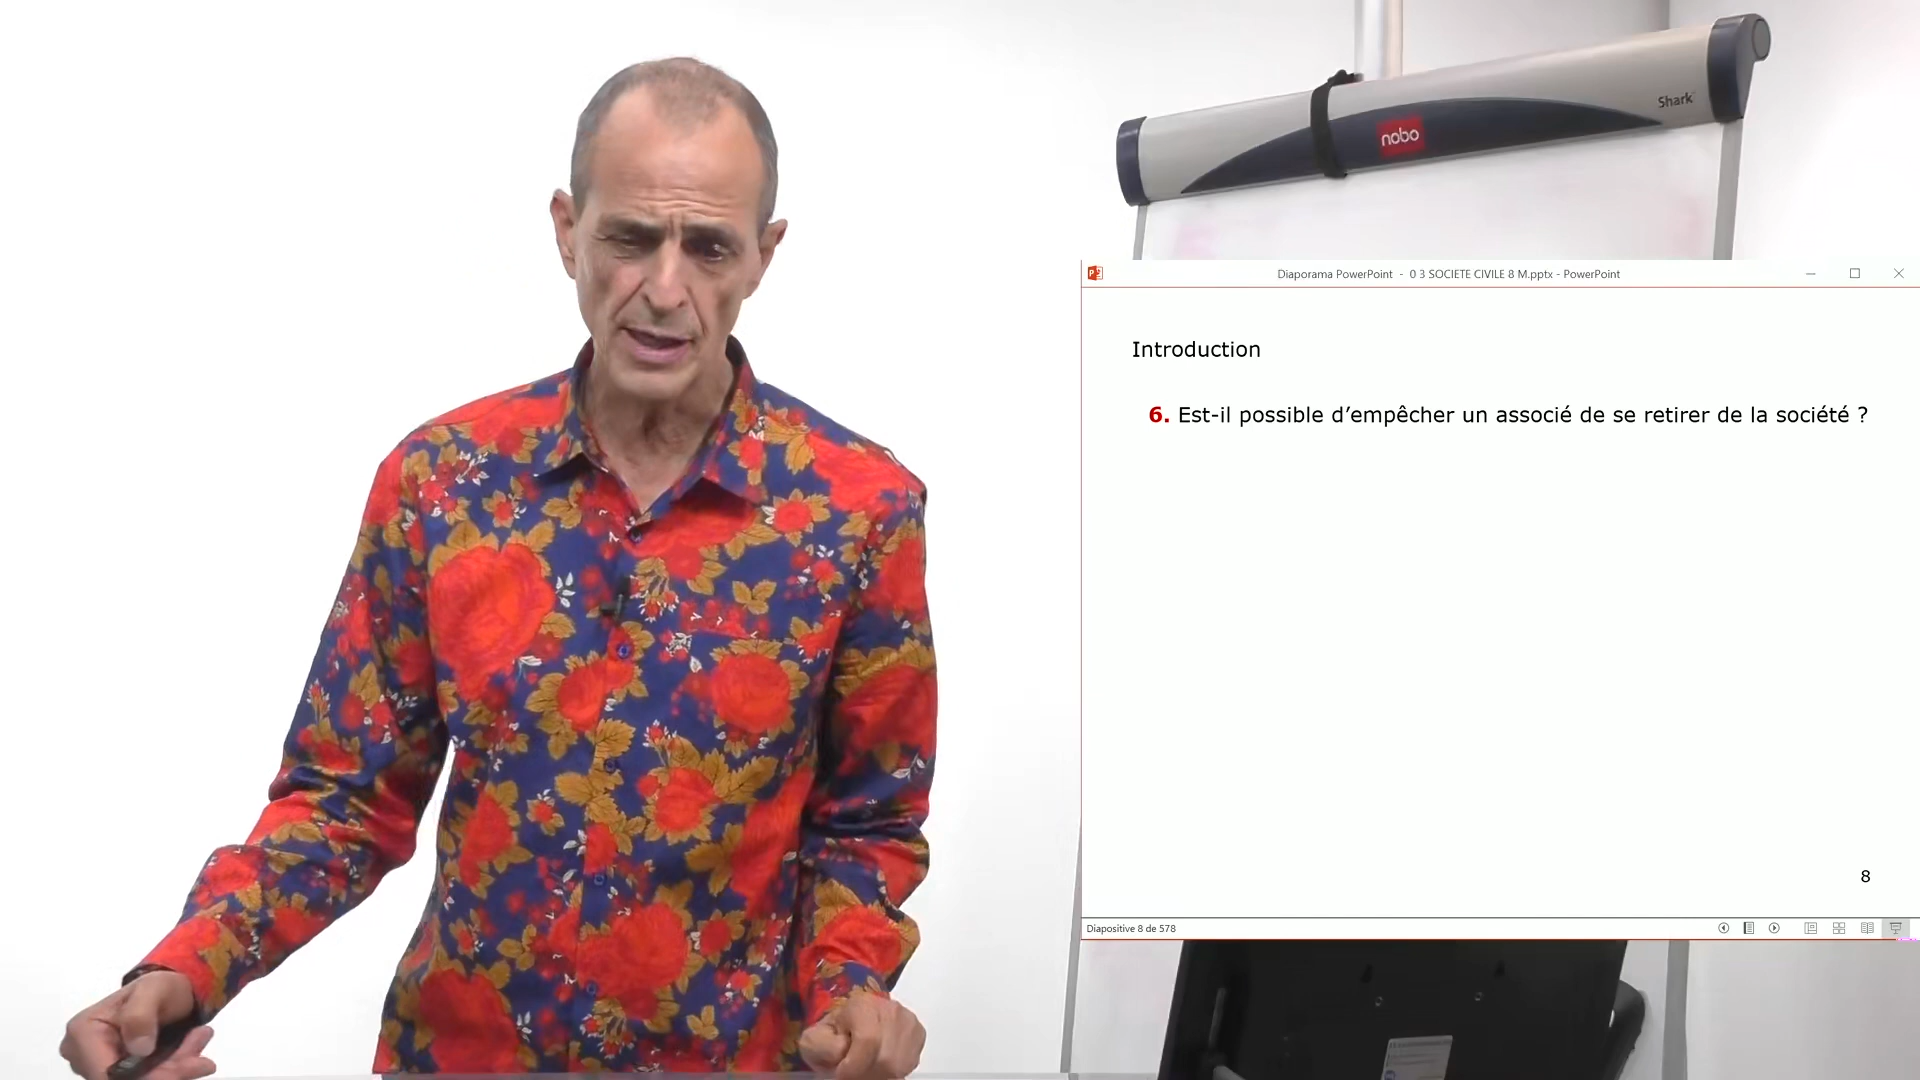 Shark
nobo
Diaporama PowerPoint - 0 3 SOCIETE CIVILE 8 M.pptx - PowerPoint
Introduction
6. Est-il possible d’empêcher un associé de se retirer de la société ?
8
Diapositive 8 de 578